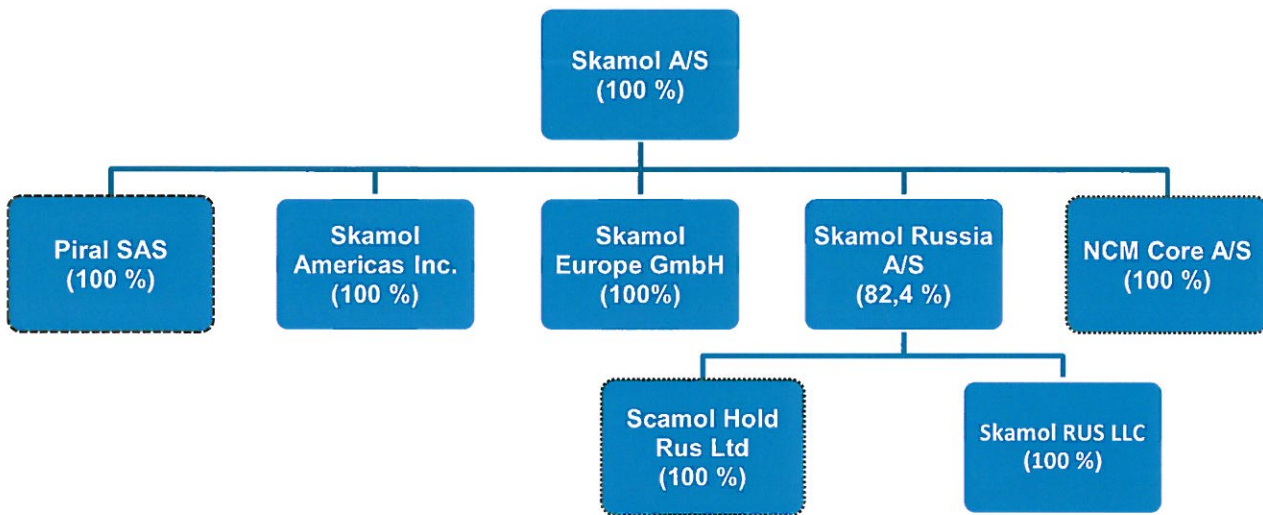 Skamol A/S
(100 %)
Piral SAS
(100 %)
Skamol
Americas Inc.
(100 %)
Skamol
Europe GmbH
(100%)
Skamol Russia
A/S
(82,4 %)
NCM Core A/S
(100 %)
Scamol Hold
Rus Ltd
(100 %)
Skamol RUS LLC
(100 %)